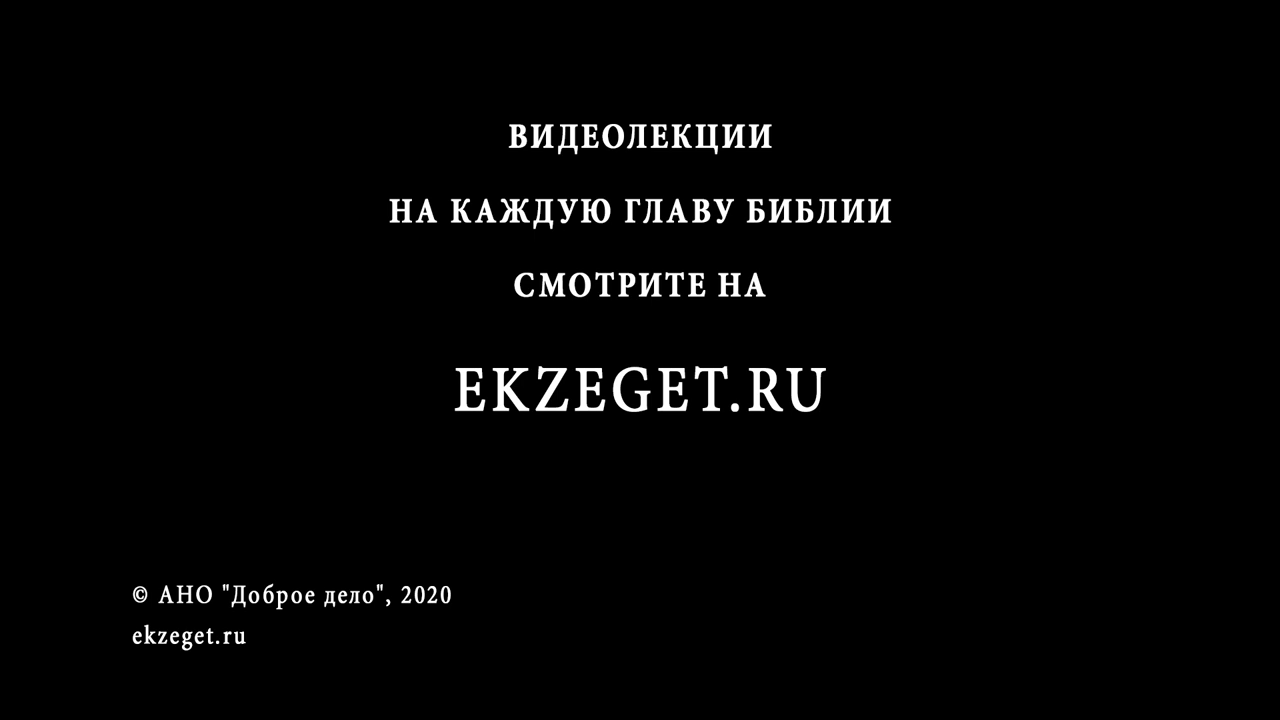 ВИДЕОЛЕКЦИИ
НА КАЖДУЮ ГЛАВУ БИБЛИИ
СМОТРИТЕ НА
EKZEGET.RU
© АНО "Доброе дело", 2020
ekzeget.ru